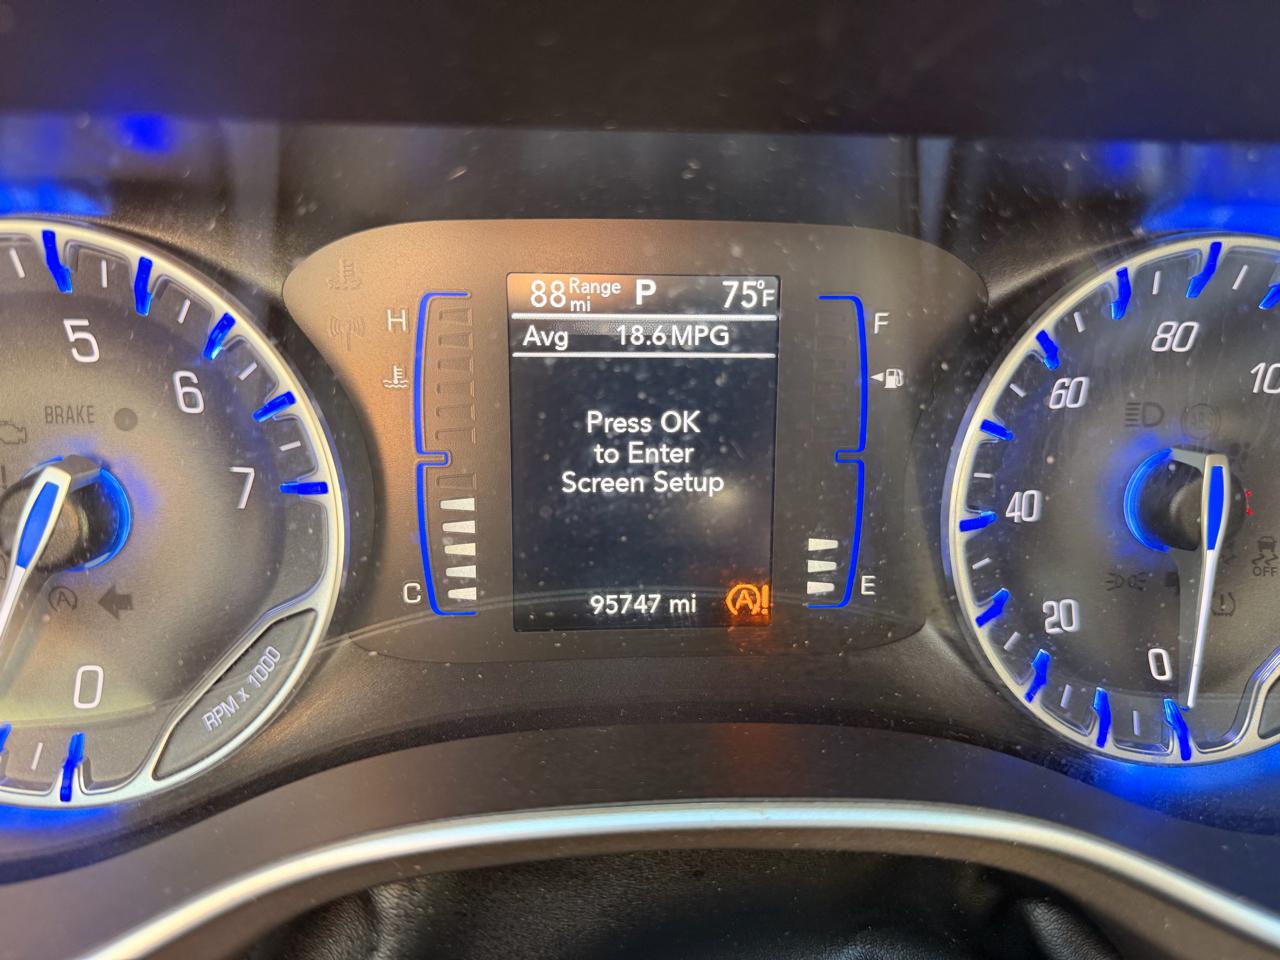 88 Range mi P 75°F
Avg 18.6 MPG
Press OK
to Enter
Screen Setup
95747 mi
H
C
F
E
5
6
7
0
BRAKE
RPM x 1000
0
20
40
60
80
OFF